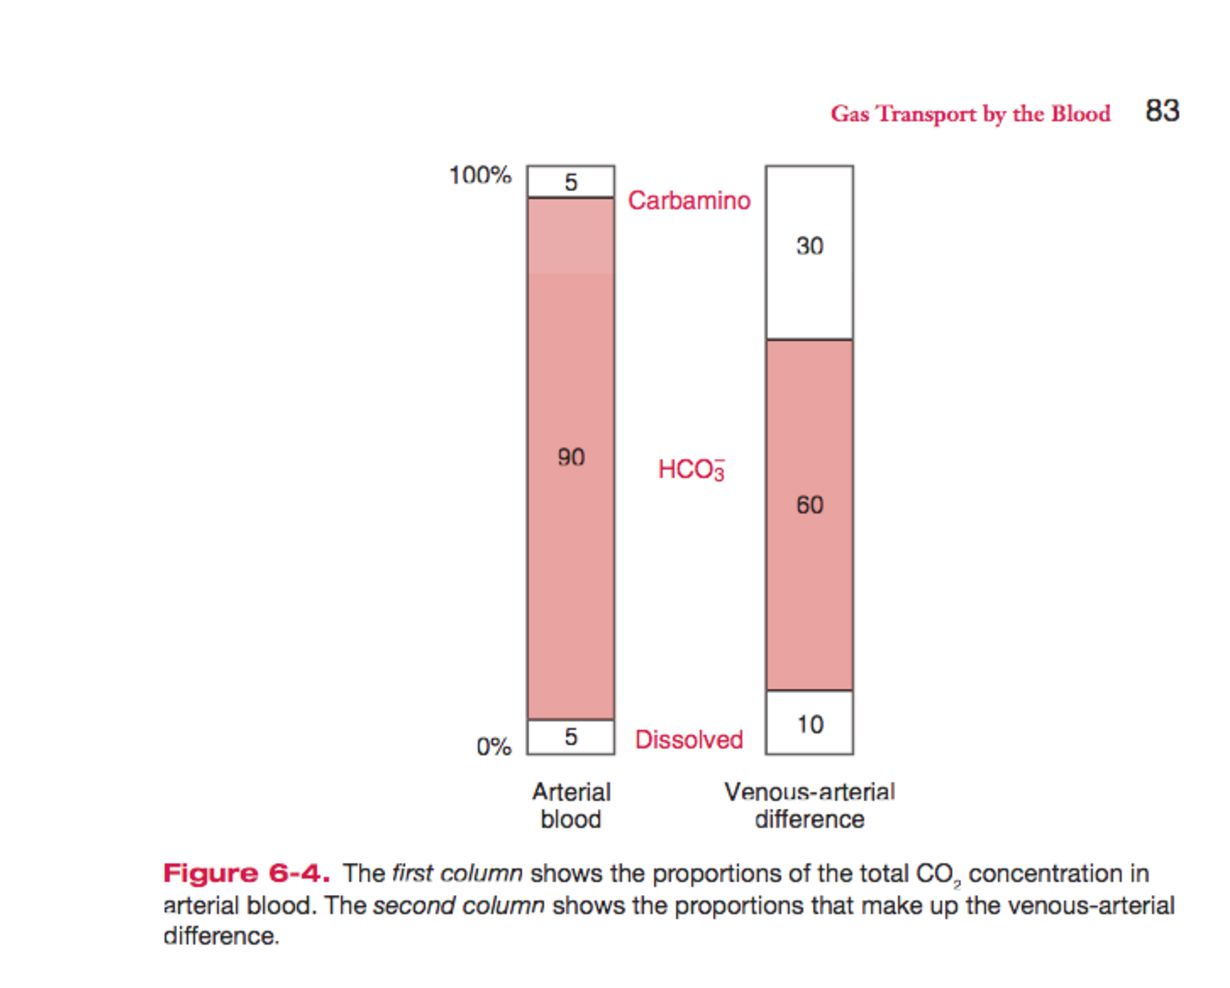 Gas Transport by the Blood 83
100%
5
Carbamino
30
90
HCO₃⁻
60
10
0%
5
Dissolved
Arterial
blood
Venous-arterial
difference
Figure 6-4. The first column shows the proportions of the total CO₂ concentration in
arterial blood. The second column shows the proportions that make up the venous-arterial
difference.